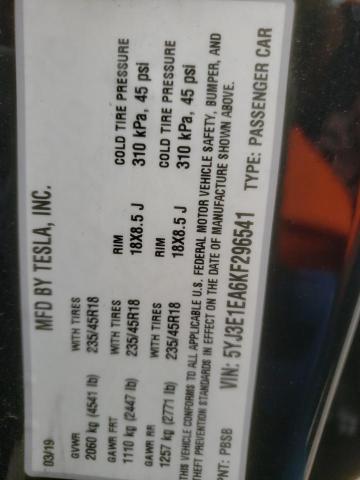 MFD BY TESLA, INC.
03/19
GVWR WITH TIRES RIM COLD TIRE PRESSURE
2060 kg (4541 lb) 235/45R18 18X8.5 J 310 kPa, 45 psi
GAWR FRT WITH TIRES RIM COLD TIRE PRESSURE
1110 kg (2447 lb) 235/45R18 18X8.5 J 310 kPa, 45 psi
GAWR RR WITH TIRES
1257 kg (2771 lb) 235/45R18
THIS VEHICLE CONFORMS TO ALL APPLICABLE U.S. FEDERAL MOTOR VEHICLE SAFETY, BUMPER, AND
THEFT PREVENTION STANDARDS IN EFFECT ON THE DATE OF MANUFACTURE SHOWN ABOVE.
VIN: 5YJ3E1EA6KF296541 TYPE: PASSENGER CAR
PNT: PBSB